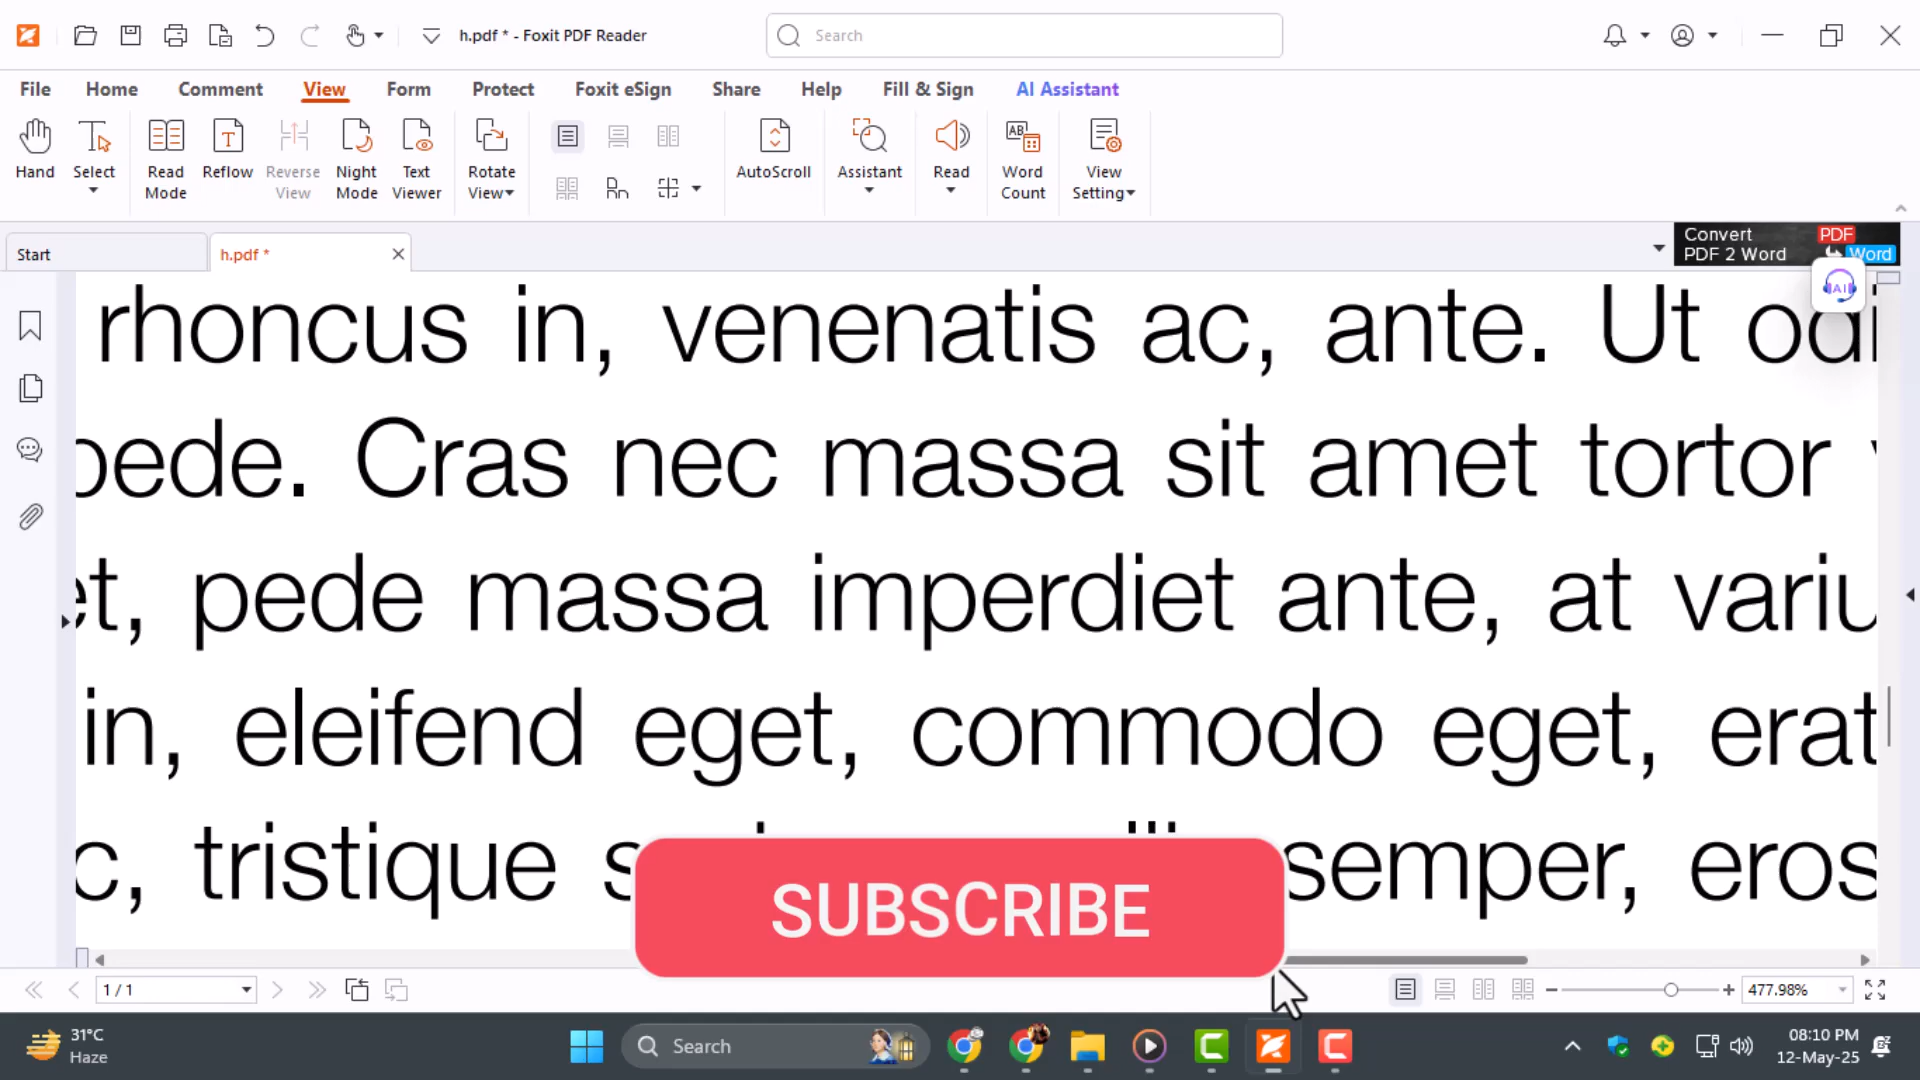 h.pdf * - Foxit PDF Reader
Search
File Home Comment View Form Protect Foxit eSign Share Help Fill & Sign AI Assistant
Hand
Select
Read Mode
Reflow
Reverse View
Night Mode
Text Viewer
Rotate View
AutoScroll
Assistant
Read
Word Count
View Setting
Start
h.pdf *
Convert PDF
PDF 2 Word Word
AI
rhoncus in, venenatis ac, ante. Ut odi
pede. Cras nec massa sit amet tortor
et, pede massa imperdiet ante, at variu
in, eleifend eget, commodo eget, erat
c, tristique s semper, eros
SUBSCRIBE
1 / 1
477.98%
31°C
Haze
Search
08:10 PM
12-May-25